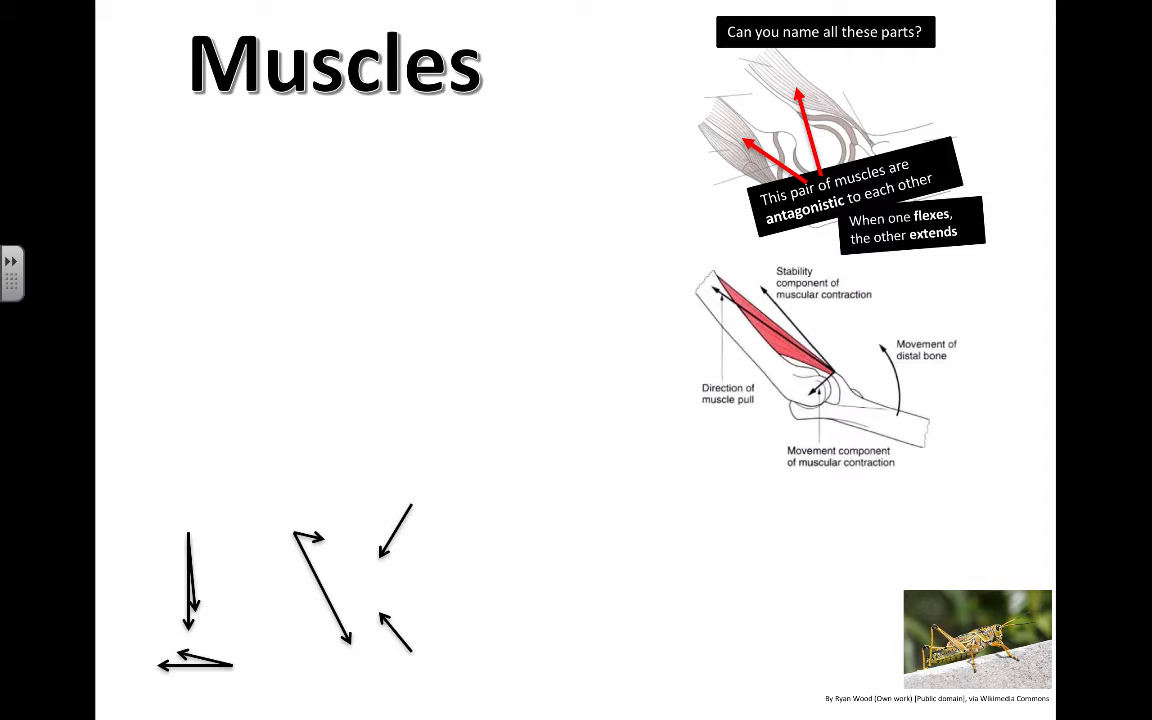 Muscles
Can you name all these parts?
This pair of muscles are
antagonistic to each other
When one flexes,
the other extends
Stability
component of
muscular contraction
Movement of
distal bone
Direction of
muscle pull
Movement component
of muscular contraction
By Ryan Wood (Own work) [Public domain], via Wikimedia Commons